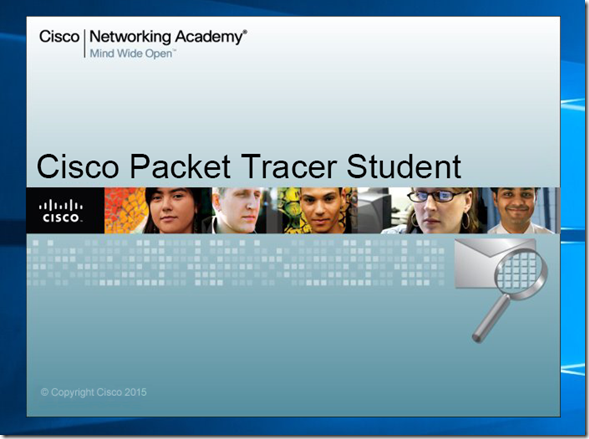 Cisco | Networking Academy®
Mind Wide Open™
Cisco Packet Tracer Student
CISCO.
© Copyright Cisco 2015